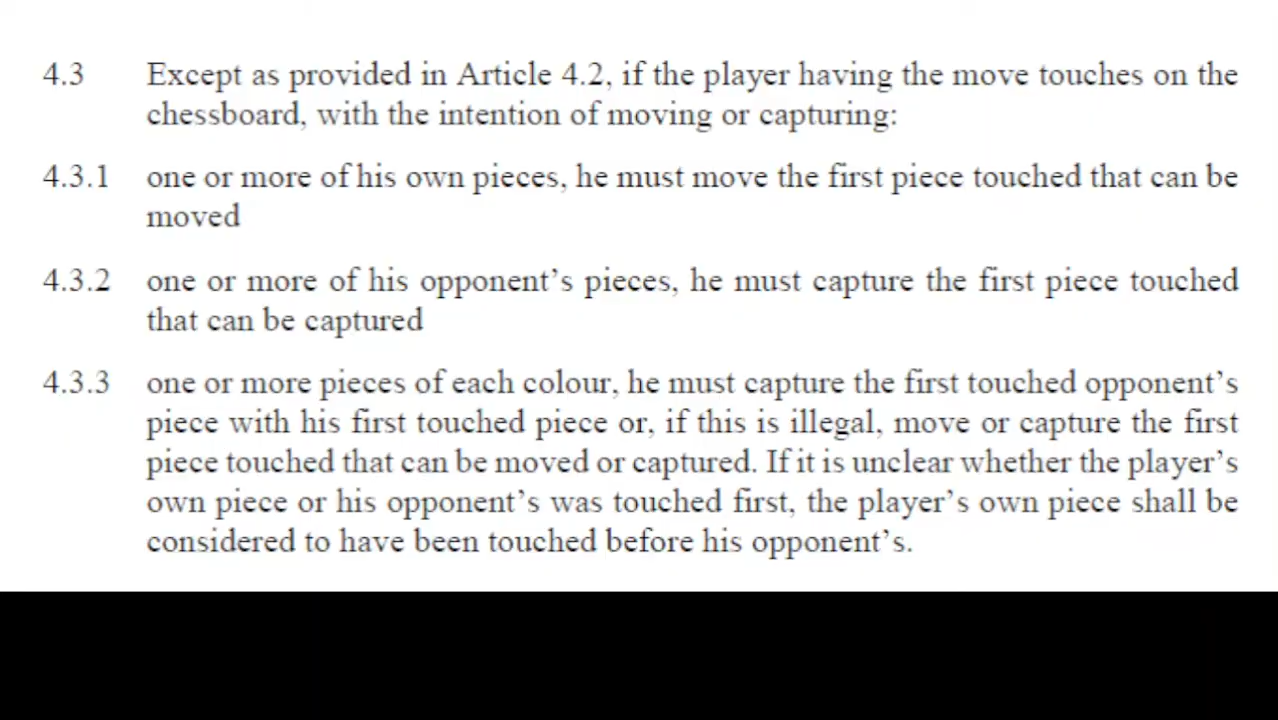 4.3 Except as provided in Article 4.2, if the player having the move touches on the
chessboard, with the intention of moving or capturing:
4.3.1 one or more of his own pieces, he must move the first piece touched that can be
moved
4.3.2 one or more of his opponent’s pieces, he must capture the first piece touched
that can be captured
4.3.3 one or more pieces of each colour, he must capture the first touched opponent’s
piece with his first touched piece or, if this is illegal, move or capture the first
piece touched that can be moved or captured. If it is unclear whether the player’s
own piece or his opponent’s was touched first, the player’s own piece shall be
considered to have been touched before his opponent’s.